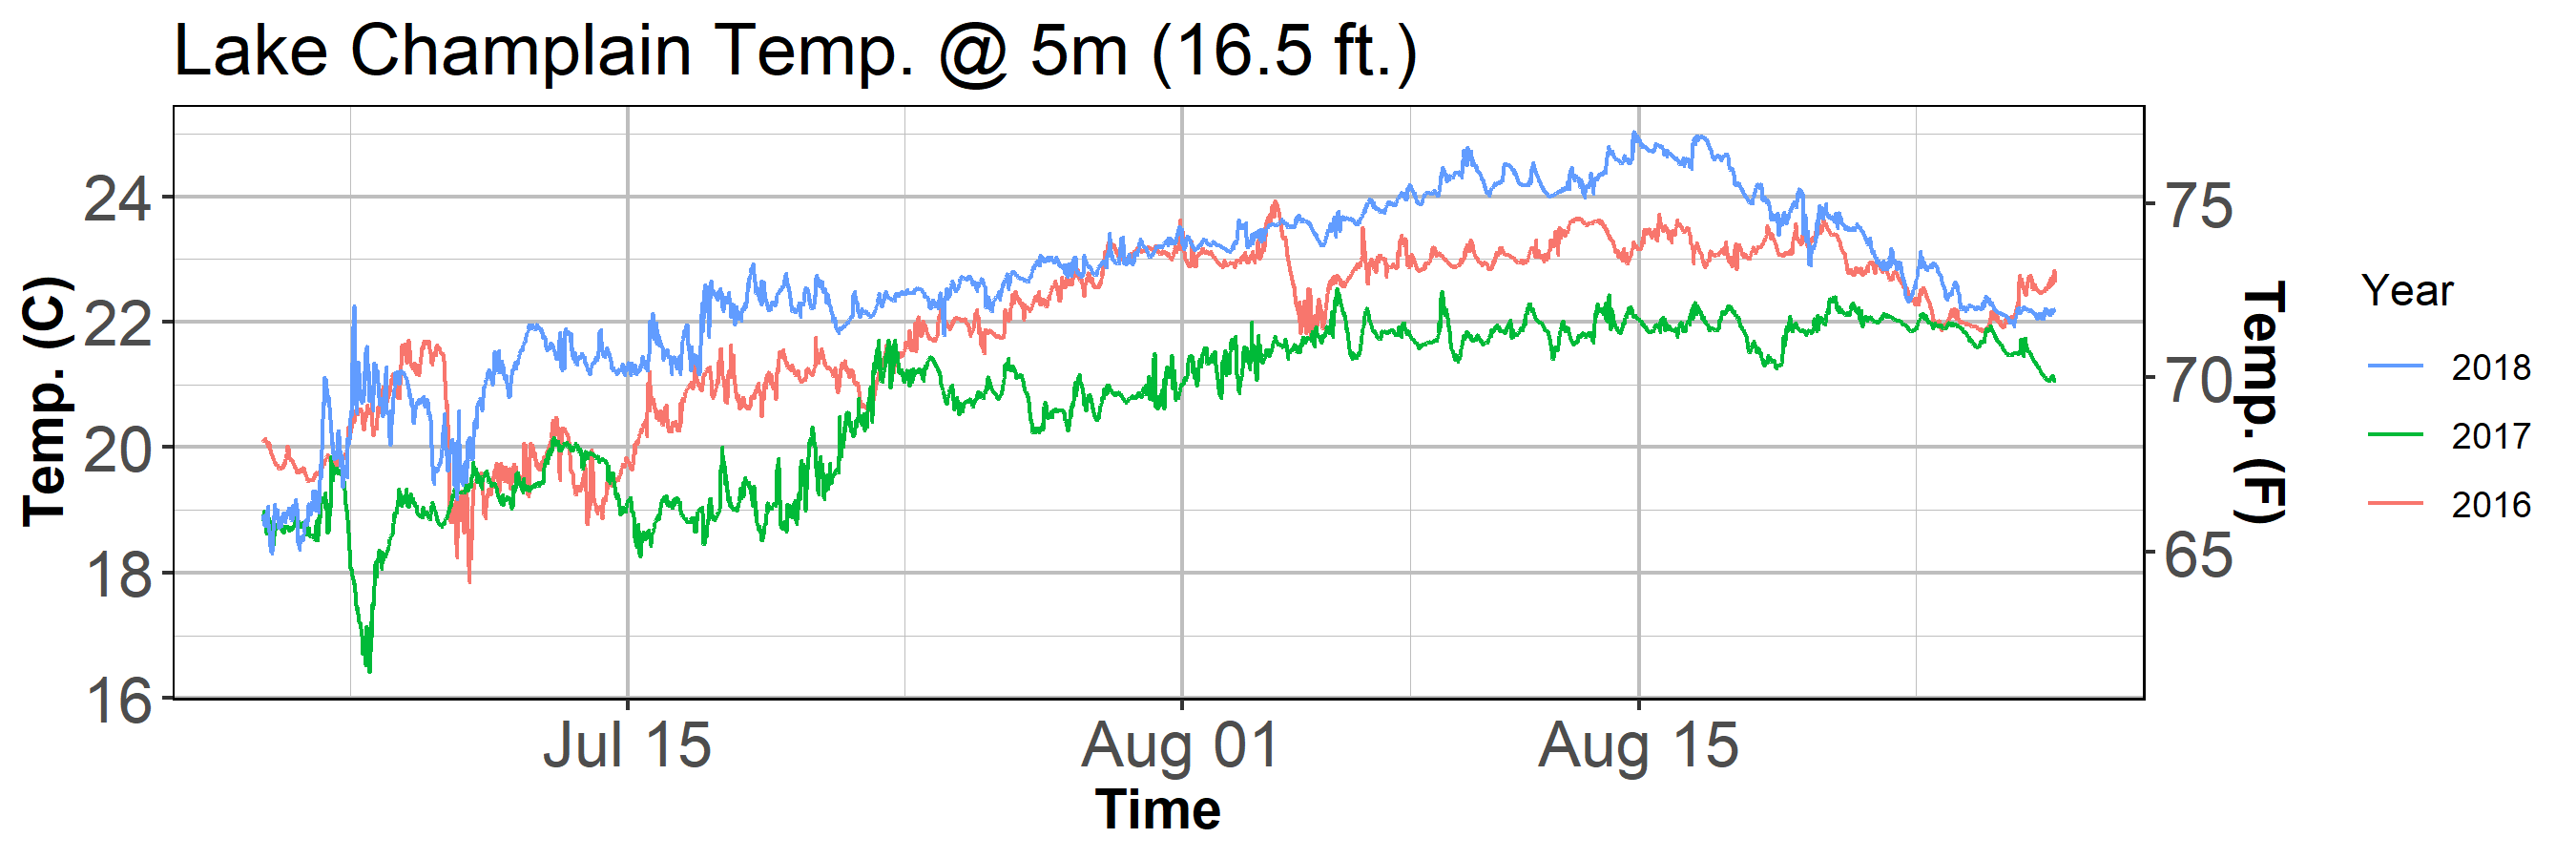 Lake Champlain Temp. @ 5m (16.5 ft.)
Temp. (C)
24
22
20
18
16
75
70
65
Temp. (F)
Jul 15
Aug 01
Aug 15
Time
Year
2018
2017
2016